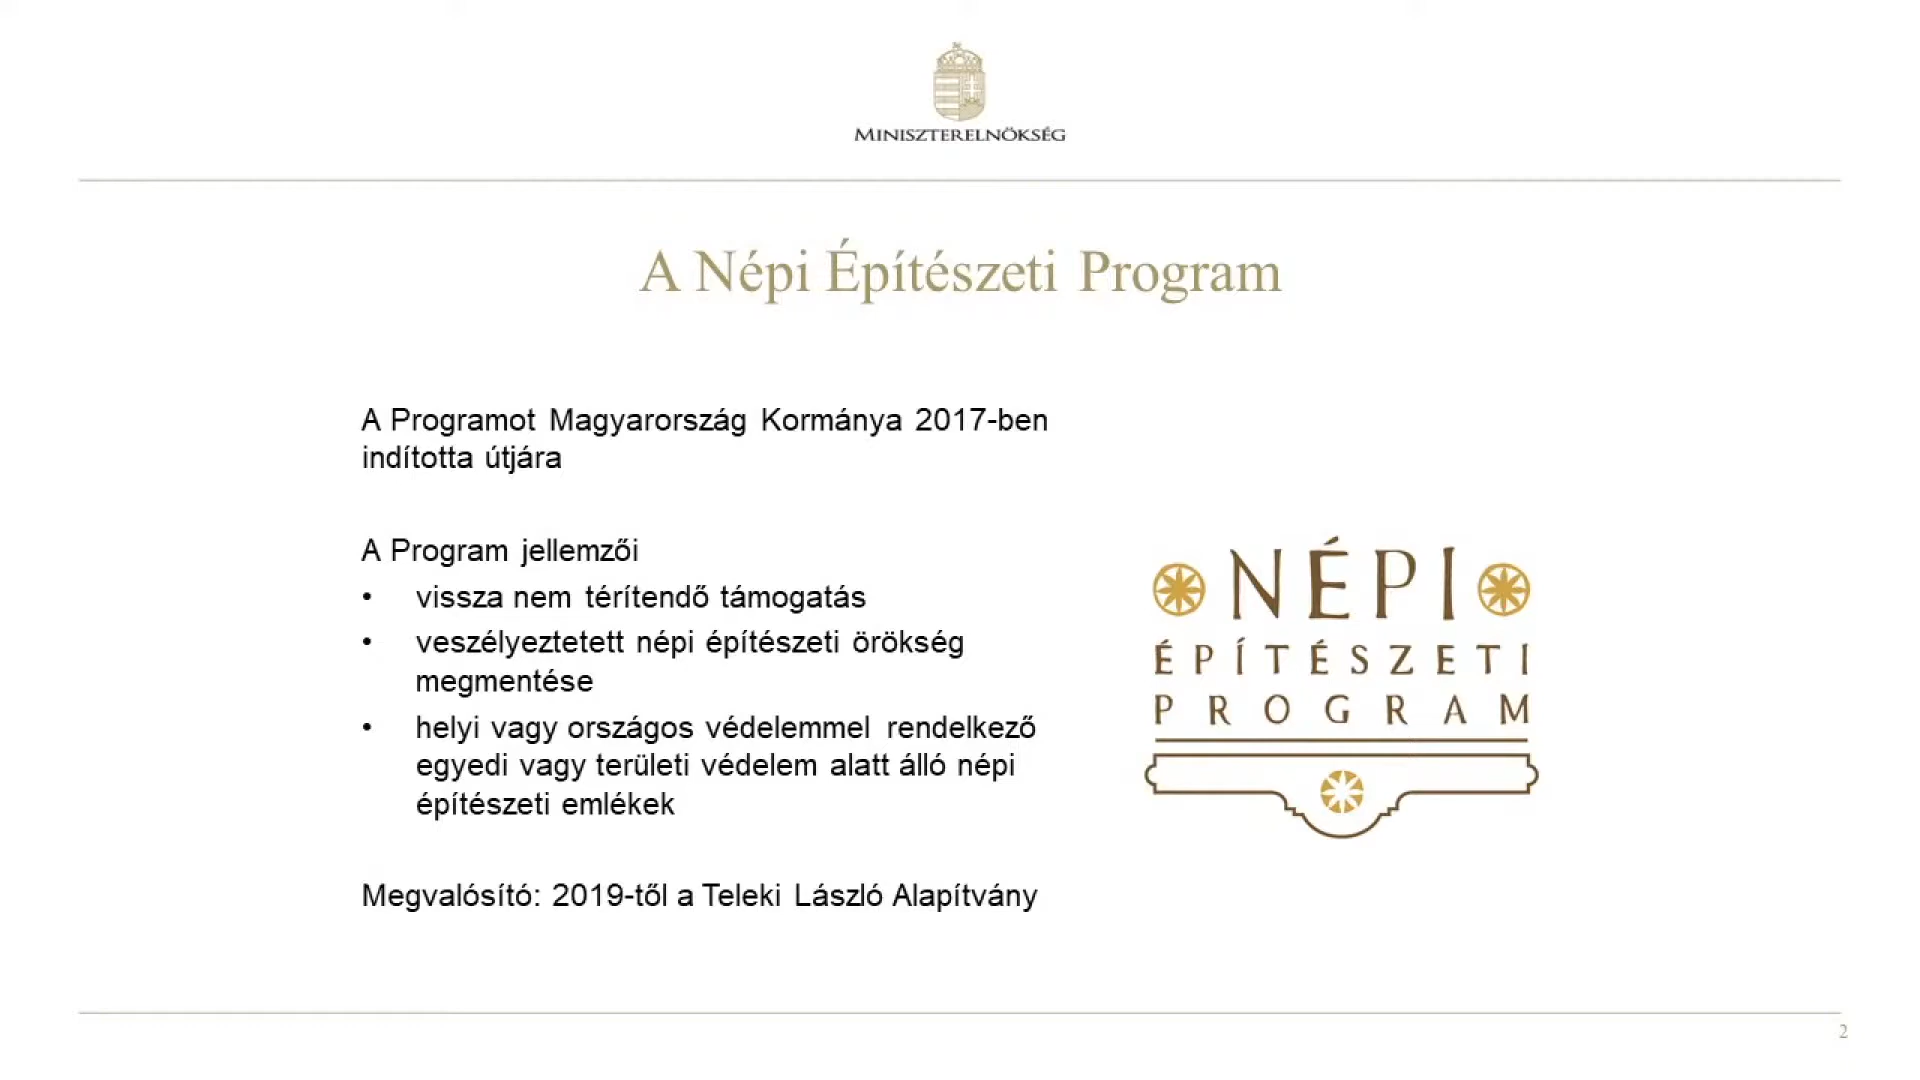 MINISZTERELNÖKSÉG
A Népi Építészeti Program
A Programot Magyarország Kormánya 2017-ben
indította útjára
A Program jellemzői
• vissza nem térítendő támogatás
• veszélyeztetett népi építészeti örökség
megmentése
• helyi vagy országos védelemmel rendelkező
egyedi vagy területi védelem alatt álló népi
építészeti emlékek
Megvalósító: 2019-től a Teleki László Alapítvány
NÉPI
ÉPÍTÉSZETI
PROGRAM
2